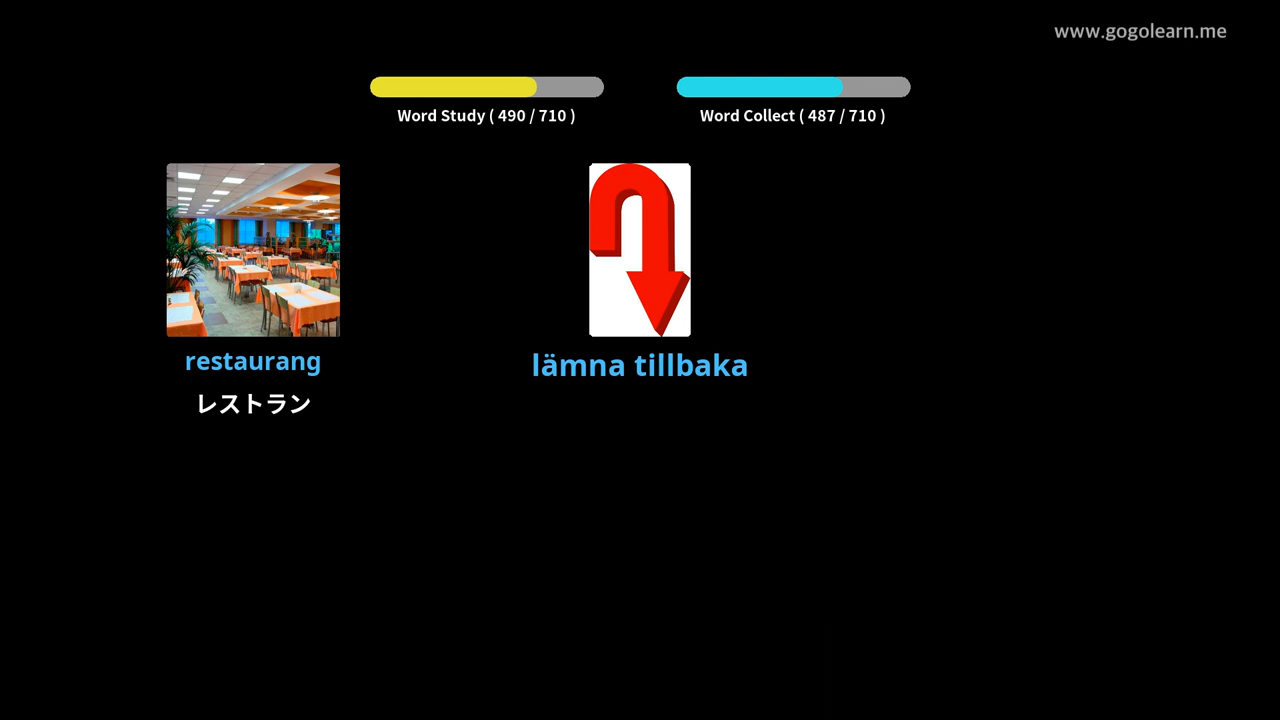 www.gogolearn.me
Word Study ( 490 / 710 )
Word Collect ( 487 / 710 )
restaurang
レストラン
lämna tillbaka